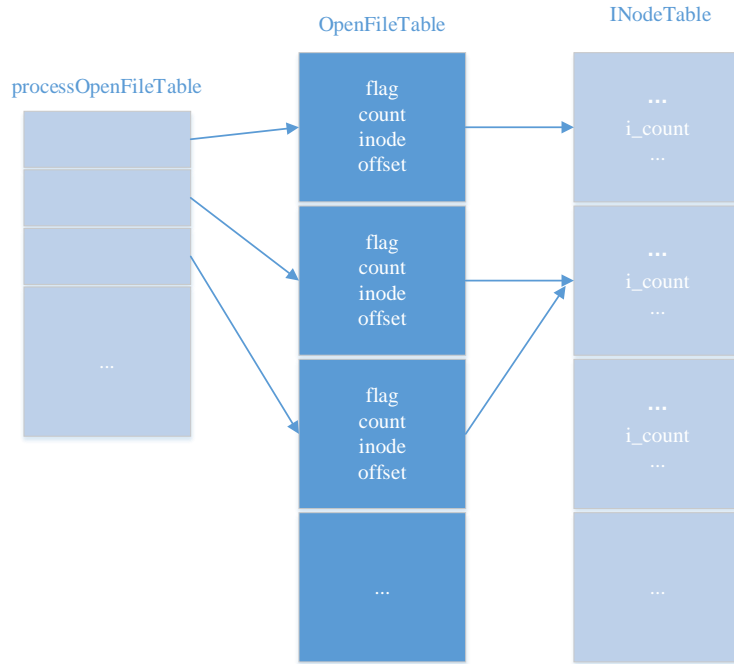 processOpenFileTable
...
OpenFileTable
flag
count
inode
offset
flag
count
inode
offset
flag
count
inode
offset
...
INodeTable
...
i_count
...
...
i_count
...
...
i_count
...
...